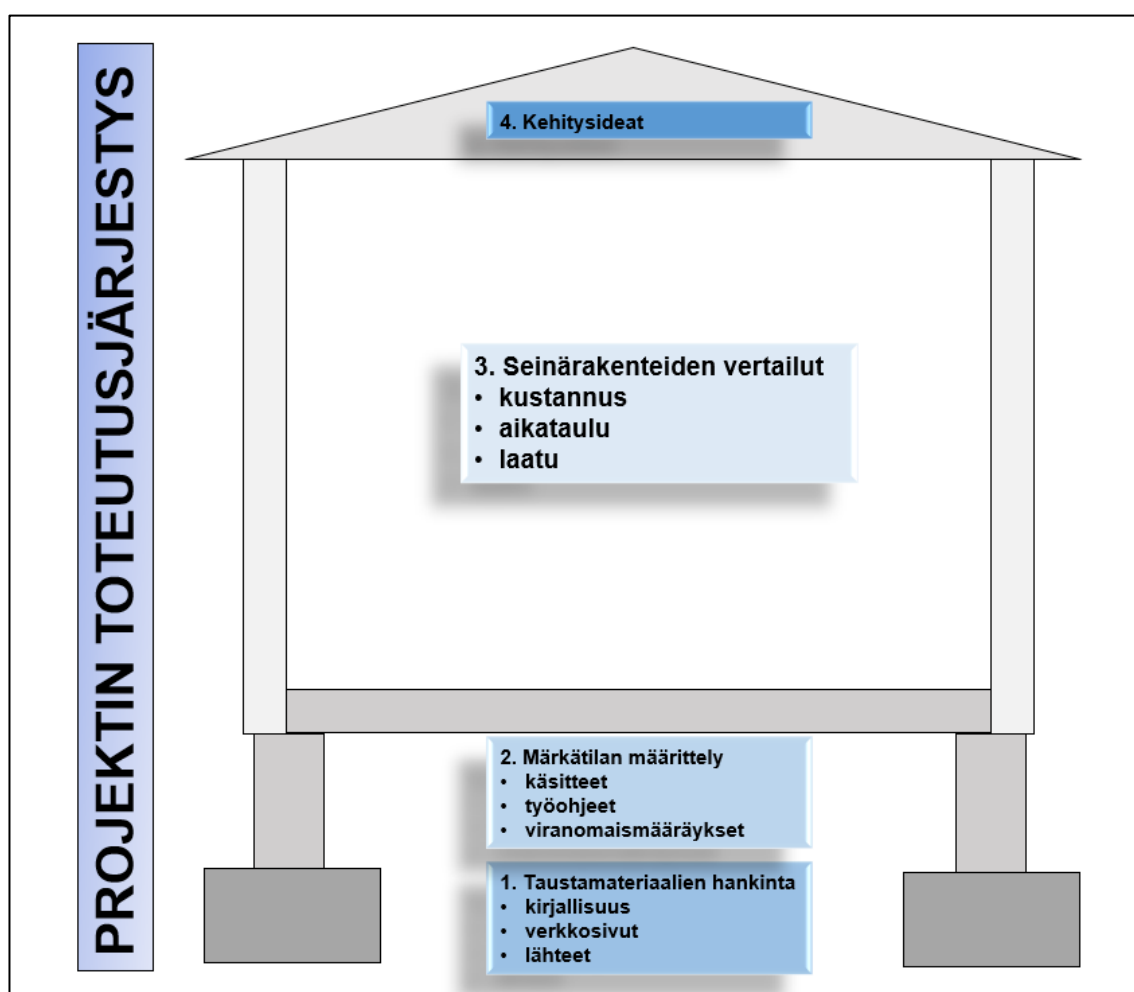 PROJEKTIN TOTEUTUSJÄRJESTYS
4. Kehitysideat
3. Seinärakenteiden vertailut
• kustannus
• aikataulu
• laatu
2. Märkätilan määrittely
• käsitteet
• työohjeet
• viranomaismääräykset
1. Taustamateriaalien hankinta
• kirjallisuus
• verkkosivut
• lähteet